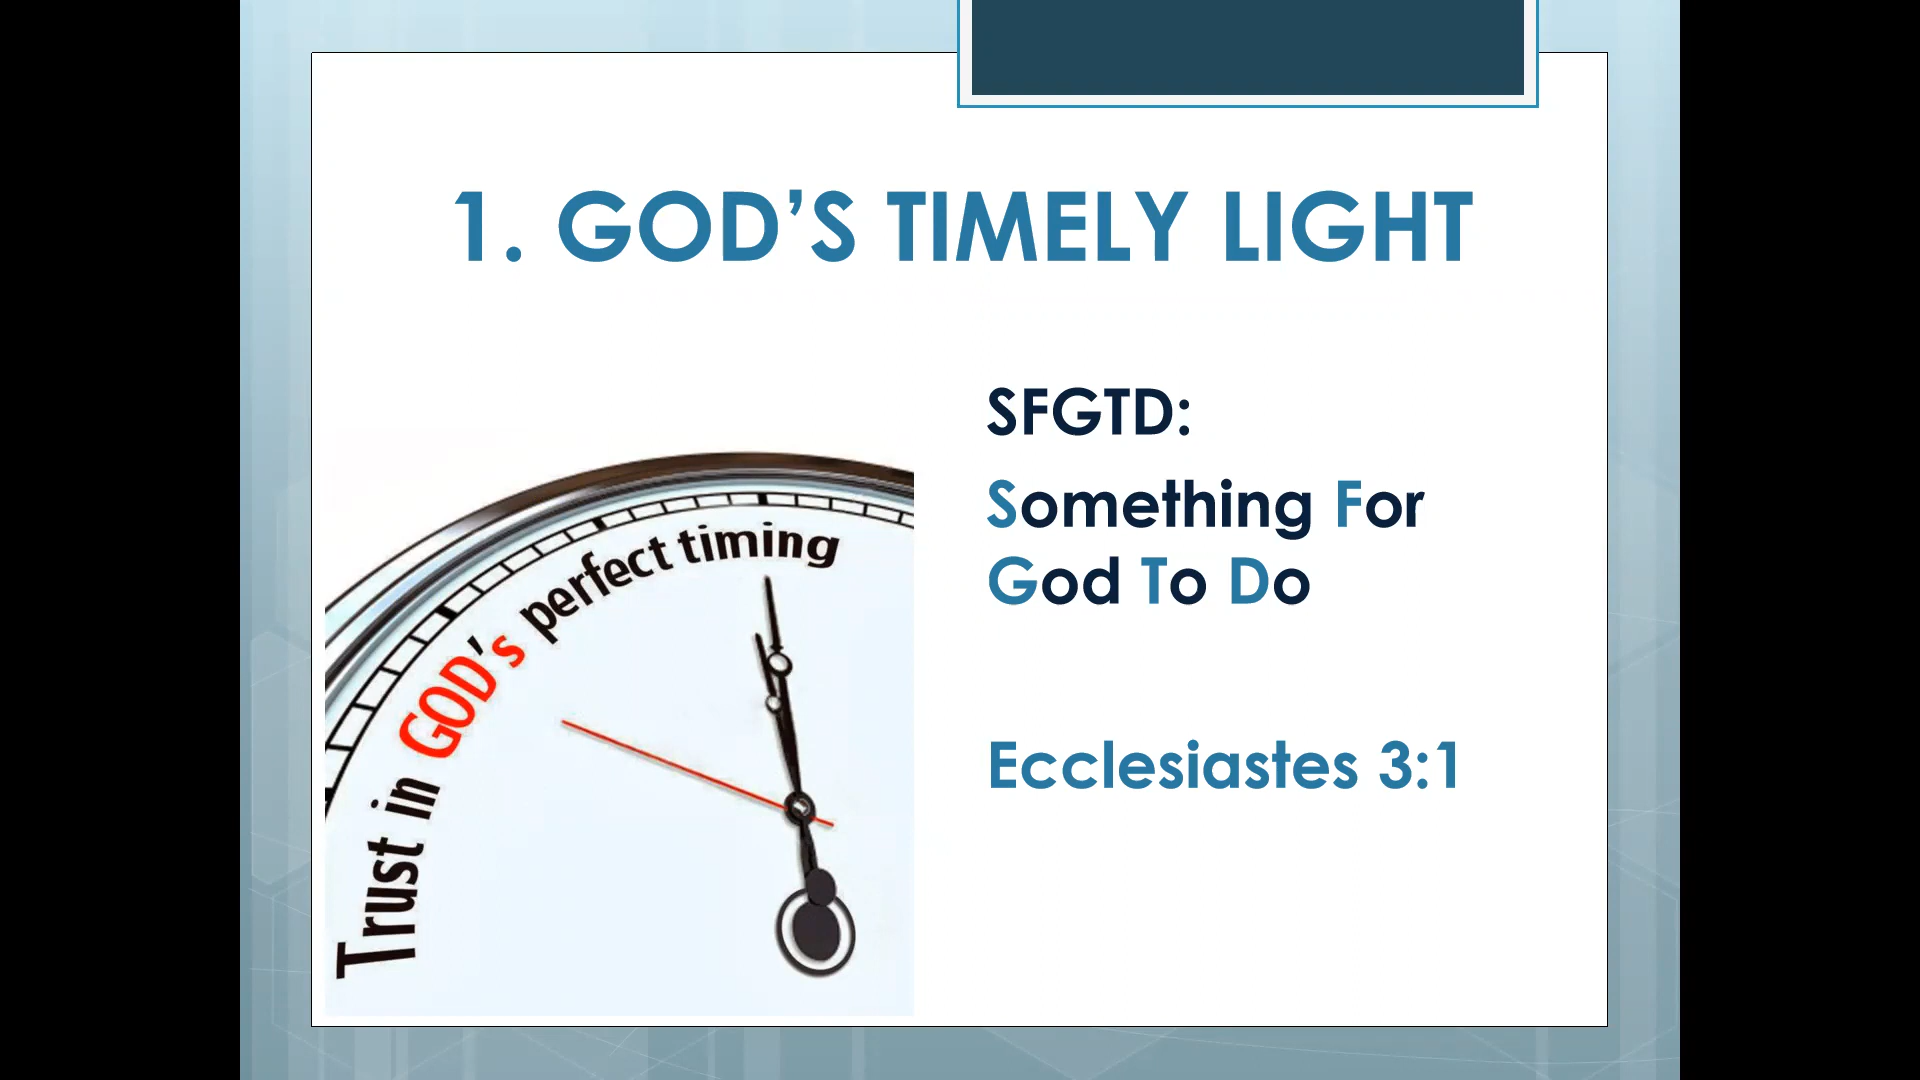 1. GOD’S TIMELY LIGHT
Trust in GOD's perfect timing
SFGTD:
Something For
God To Do
Ecclesiastes 3:1